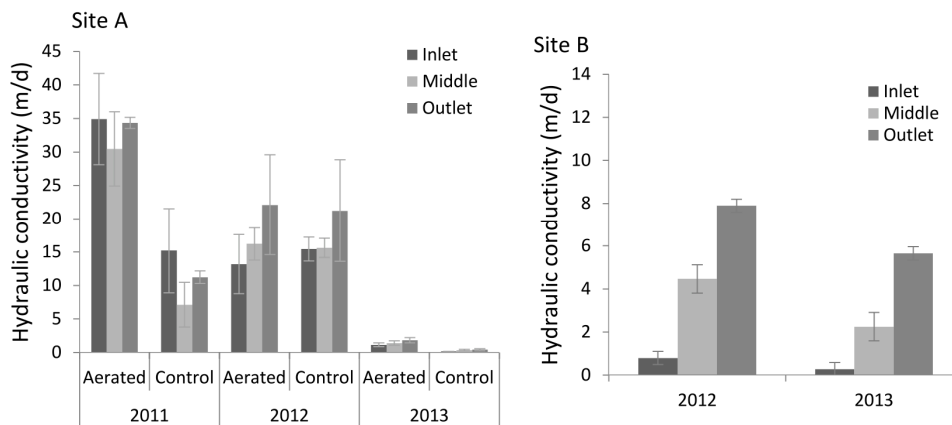 Site A
Hydraulic conductivity (m/d)
45
40
35
30
25
20
15
10
5
0
Inlet
Middle
Outlet
Aerated Control Aerated Control Aerated Control
2011 2012 2013
Site B
Hydraulic conductivity (m/d)
14
12
10
8
6
4
2
0
Inlet
Middle
Outlet
2012 2013